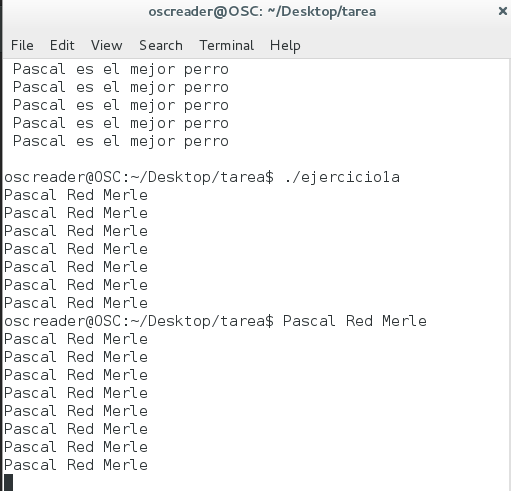 oscreader@OSC: ~/Desktop/tarea
File Edit View Search Terminal Help
Pascal es el mejor perro
Pascal es el mejor perro
Pascal es el mejor perro
Pascal es el mejor perro
Pascal es el mejor perro
oscreader@OSC:~/Desktop/tarea$ ./ejercicio1a
Pascal Red Merle
Pascal Red Merle
Pascal Red Merle
Pascal Red Merle
Pascal Red Merle
Pascal Red Merle
Pascal Red Merle
oscreader@OSC:~/Desktop/tarea$ Pascal Red Merle
Pascal Red Merle
Pascal Red Merle
Pascal Red Merle
Pascal Red Merle
Pascal Red Merle
Pascal Red Merle
Pascal Red Merle
Pascal Red Merle